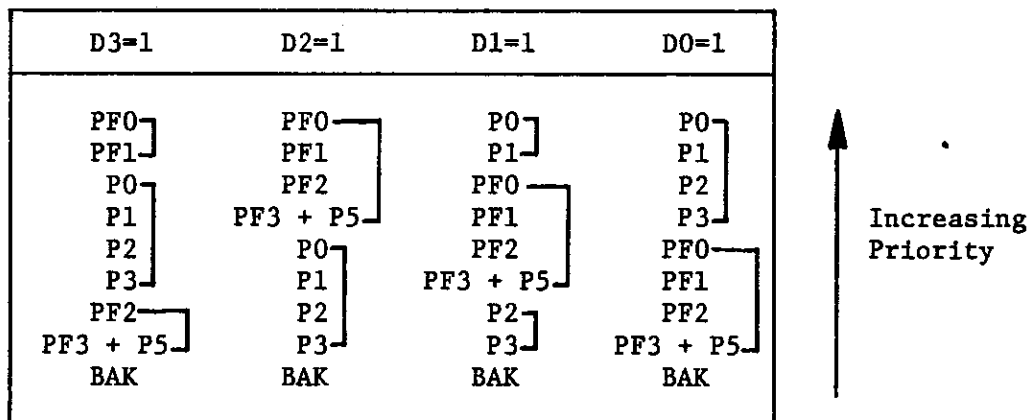 D3=1 D2=1 D1=1 D0=1
PF0 PF0 P0 P0
PF1 PF1 P1 P1
P0 PF2 PF0 P2
P1 PF3 + P5 PF1 P3 Increasing
P2 P0 PF2 PF0 Priority
P3 P1 PF3 + P5 PF1
PF2 P2 P2 PF2
PF3 + P5 P3 P3 PF3 + P5
BAK BAK BAK BAK